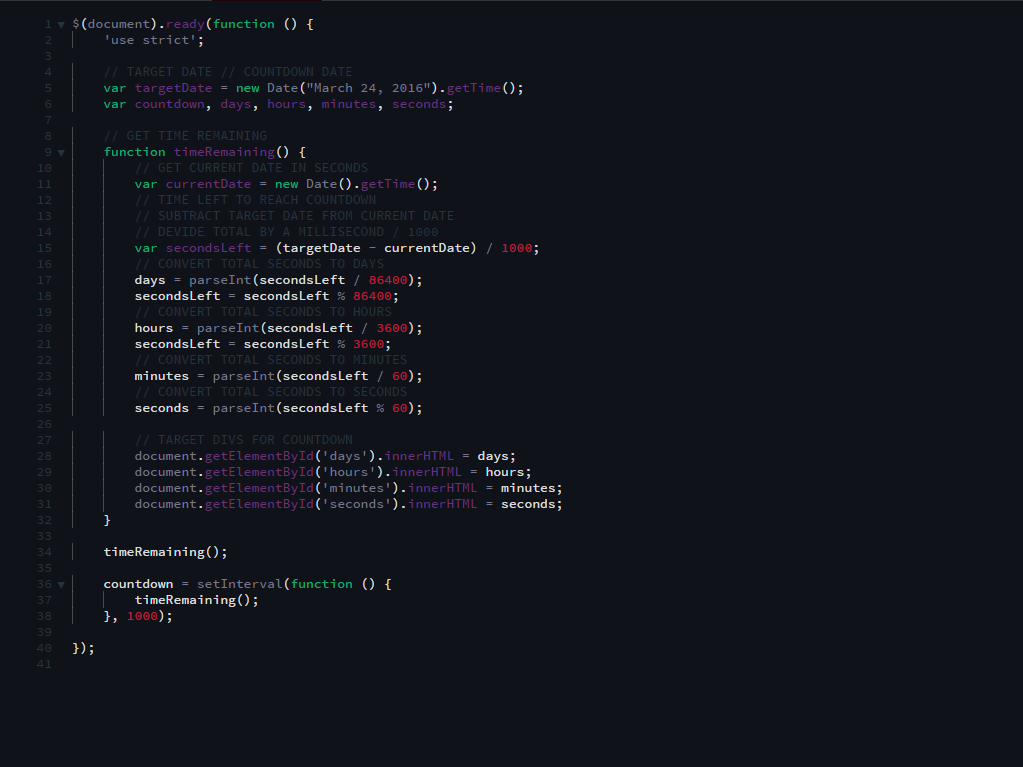 1 $(document).ready(function () {
2 'use strict';
3
4 // TARGET DATE // COUNTDOWN DATE
5 var targetDate = new Date("March 24, 2016").getTime();
6 var countdown, days, hours, minutes, seconds;
7
8 // GET TIME REMAINING
9 function timeRemaining() {
10 // GET CURRENT DATE IN SECONDS
11 var currentDate = new Date().getTime();
12 // TIME LEFT TO REACH COUNTDOWN
13 // SUBTRACT TARGET DATE FROM CURRENT DATE
14 // DEVIDE TOTAL BY A MILLISECOND / 1000
15 var secondsLeft = (targetDate - currentDate) / 1000;
16 // CONVERT TOTAL SECONDS TO DAYS
17 days = parseInt(secondsLeft / 86400);
18 secondsLeft = secondsLeft % 86400;
19 // CONVERT TOTAL SECONDS TO HOURS
20 hours = parseInt(secondsLeft / 3600);
21 secondsLeft = secondsLeft % 3600;
22 // CONVERT TOTAL SECONDS TO MINUTES
23 minutes = parseInt(secondsLeft / 60);
24 // CONVERT TOTAL SECONDS TO SECONDS
25 seconds = parseInt(secondsLeft % 60);
26
27 // TARGET DIVS FOR COUNTDOWN
28 document.getElementById('days').innerHTML = days;
29 document.getElementById('hours').innerHTML = hours;
30 document.getElementById('minutes').innerHTML = minutes;
31 document.getElementById('seconds').innerHTML = seconds;
32 }
33
34 timeRemaining();
35
36 countdown = setInterval(function () {
37 timeRemaining();
38 }, 1000);
39
40 });
41